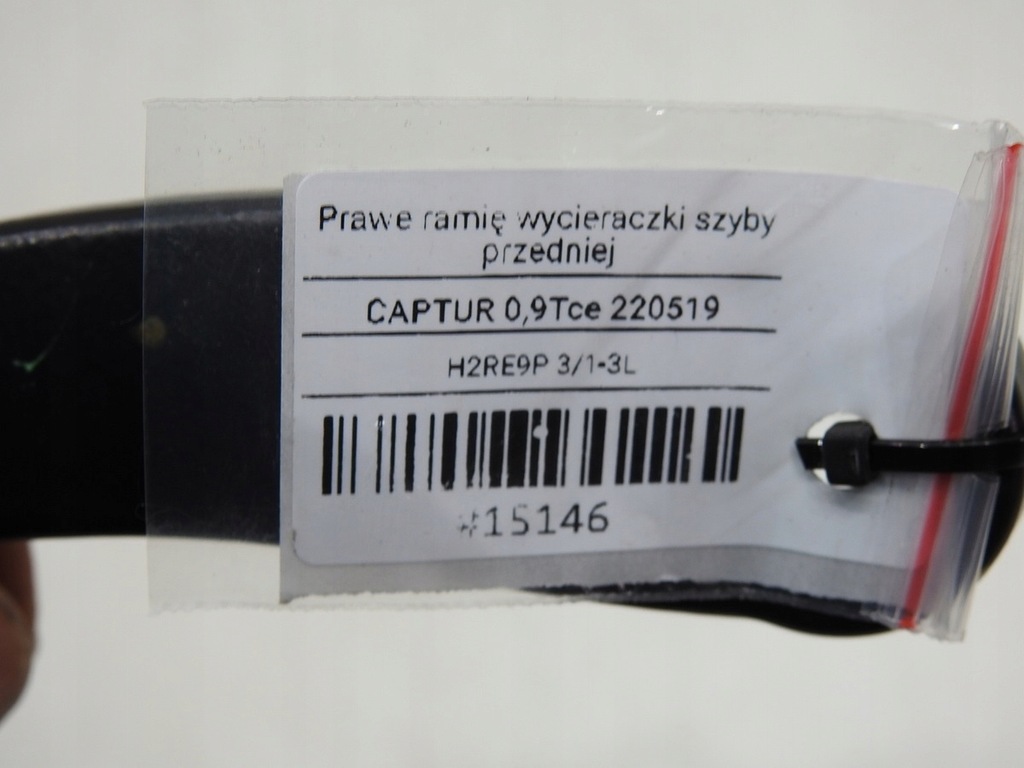 Prawe ramię wycieraczki szyby
przedniej
CAPTUR 0,9Tce 220519
H2RE9P 3/1-3L
#15146